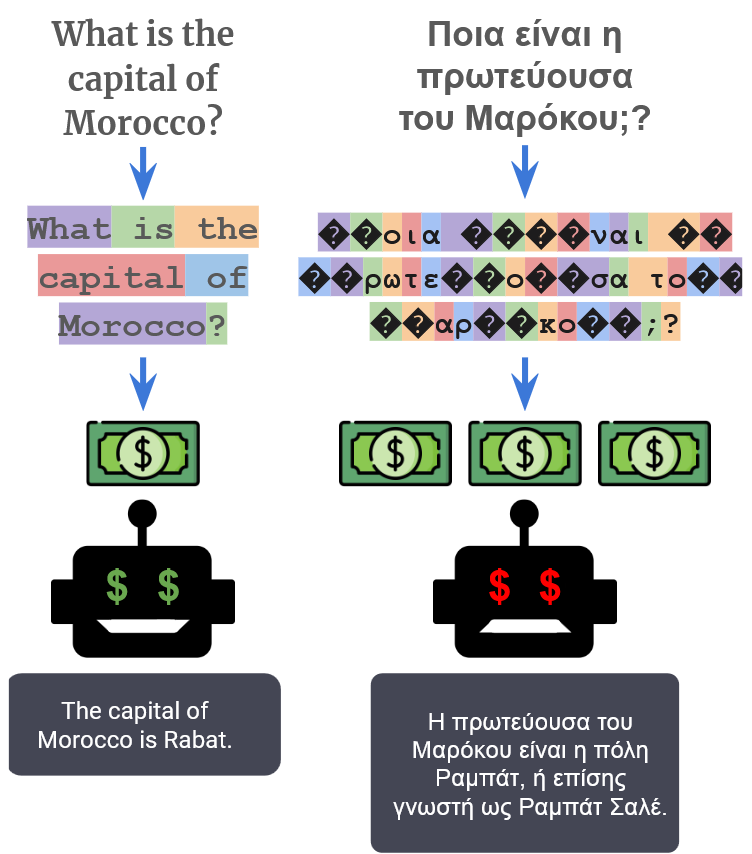 What is the
capital of
Morocco?
Ποια είναι η
πρωτεύουσα
του Μαρόκου;?
What is the
capital of
Morocco?
��οια ����ναι ��
��ρωτε��ο��σα το��
��αρ��κο��;?
$
$ $ $
$ $
$ $
The capital of
Morocco is Rabat.
Η πρωτεύουσα του
Μαρόκου είναι η πόλη
Ραμπάτ, ή επίσης
γνωστή ως Ραμπάτ Σαλέ.